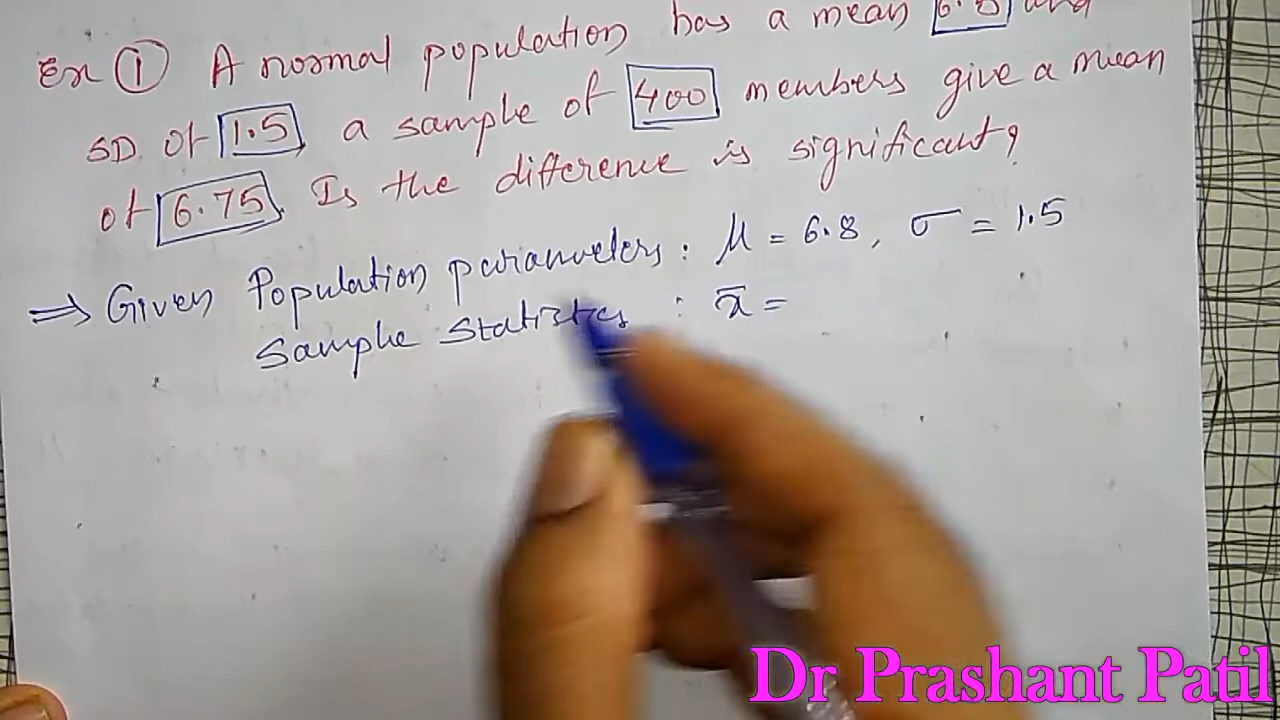 Ex ① A normal population has a mean 6.8 and
SD. of 1.5, a sample of 400 members give a mean
of 6.75. Is the difference is significant?
⇒ Given Population parameters : μ = 6.8, σ = 1.5
Sample Statistics : x̄ =
Dr Prashant Patil